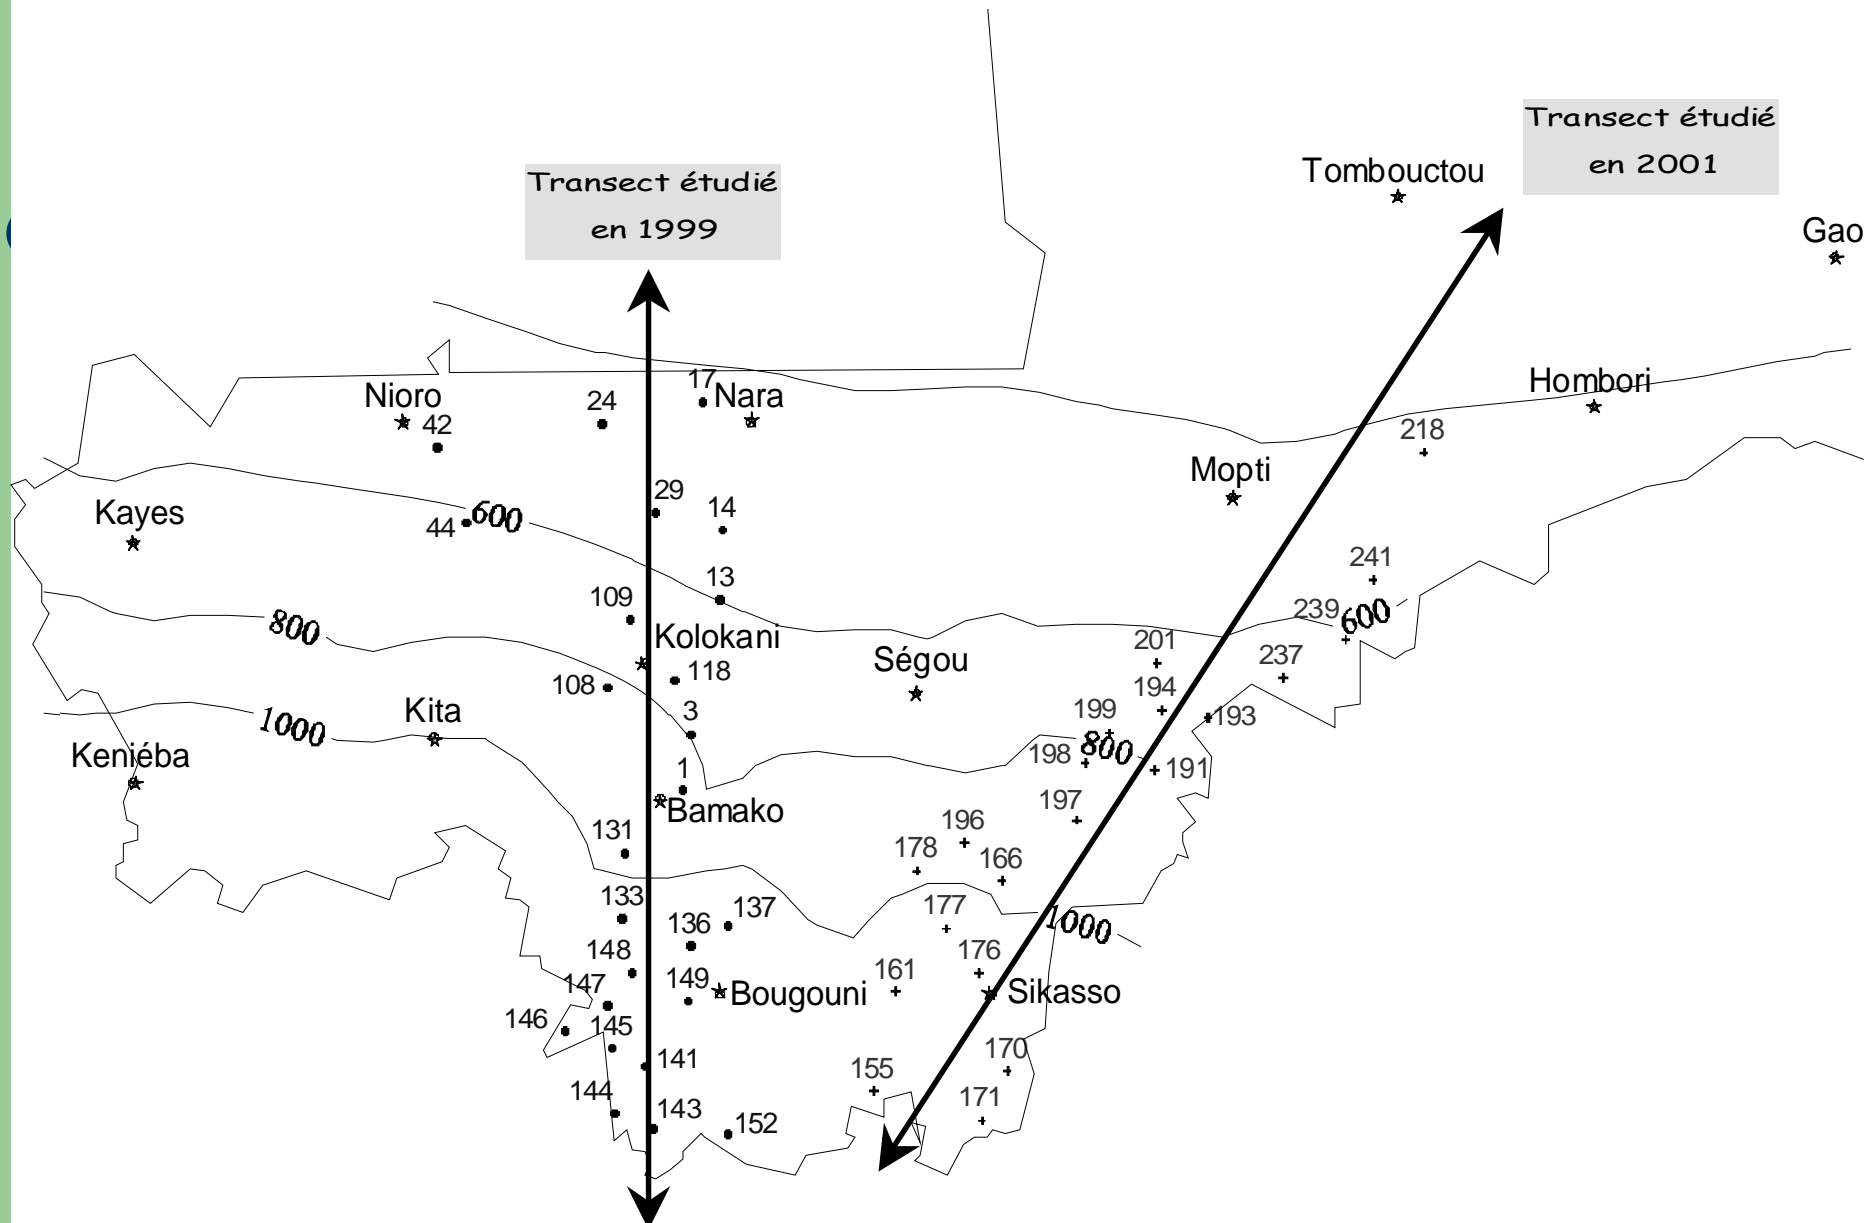 Transect étudié
en 2001
Tombouctou
Transect étudié
en 1999
Gao
17
Nioro
24
Nara
Hombori
42
218
Mopti
29
Kayes
600
14
44
241
13
109
239
600
800
Kolokani
201
Ségou
237
108
118
194
Kita
3
199
193
1000
Keniéba
800
198
191
1
Bamako
197
131
196
178
166
133
137
177
136
1000
148
176
149
161
147
Bougouni
Sikasso
146
145
141
170
155
144
171
143
152